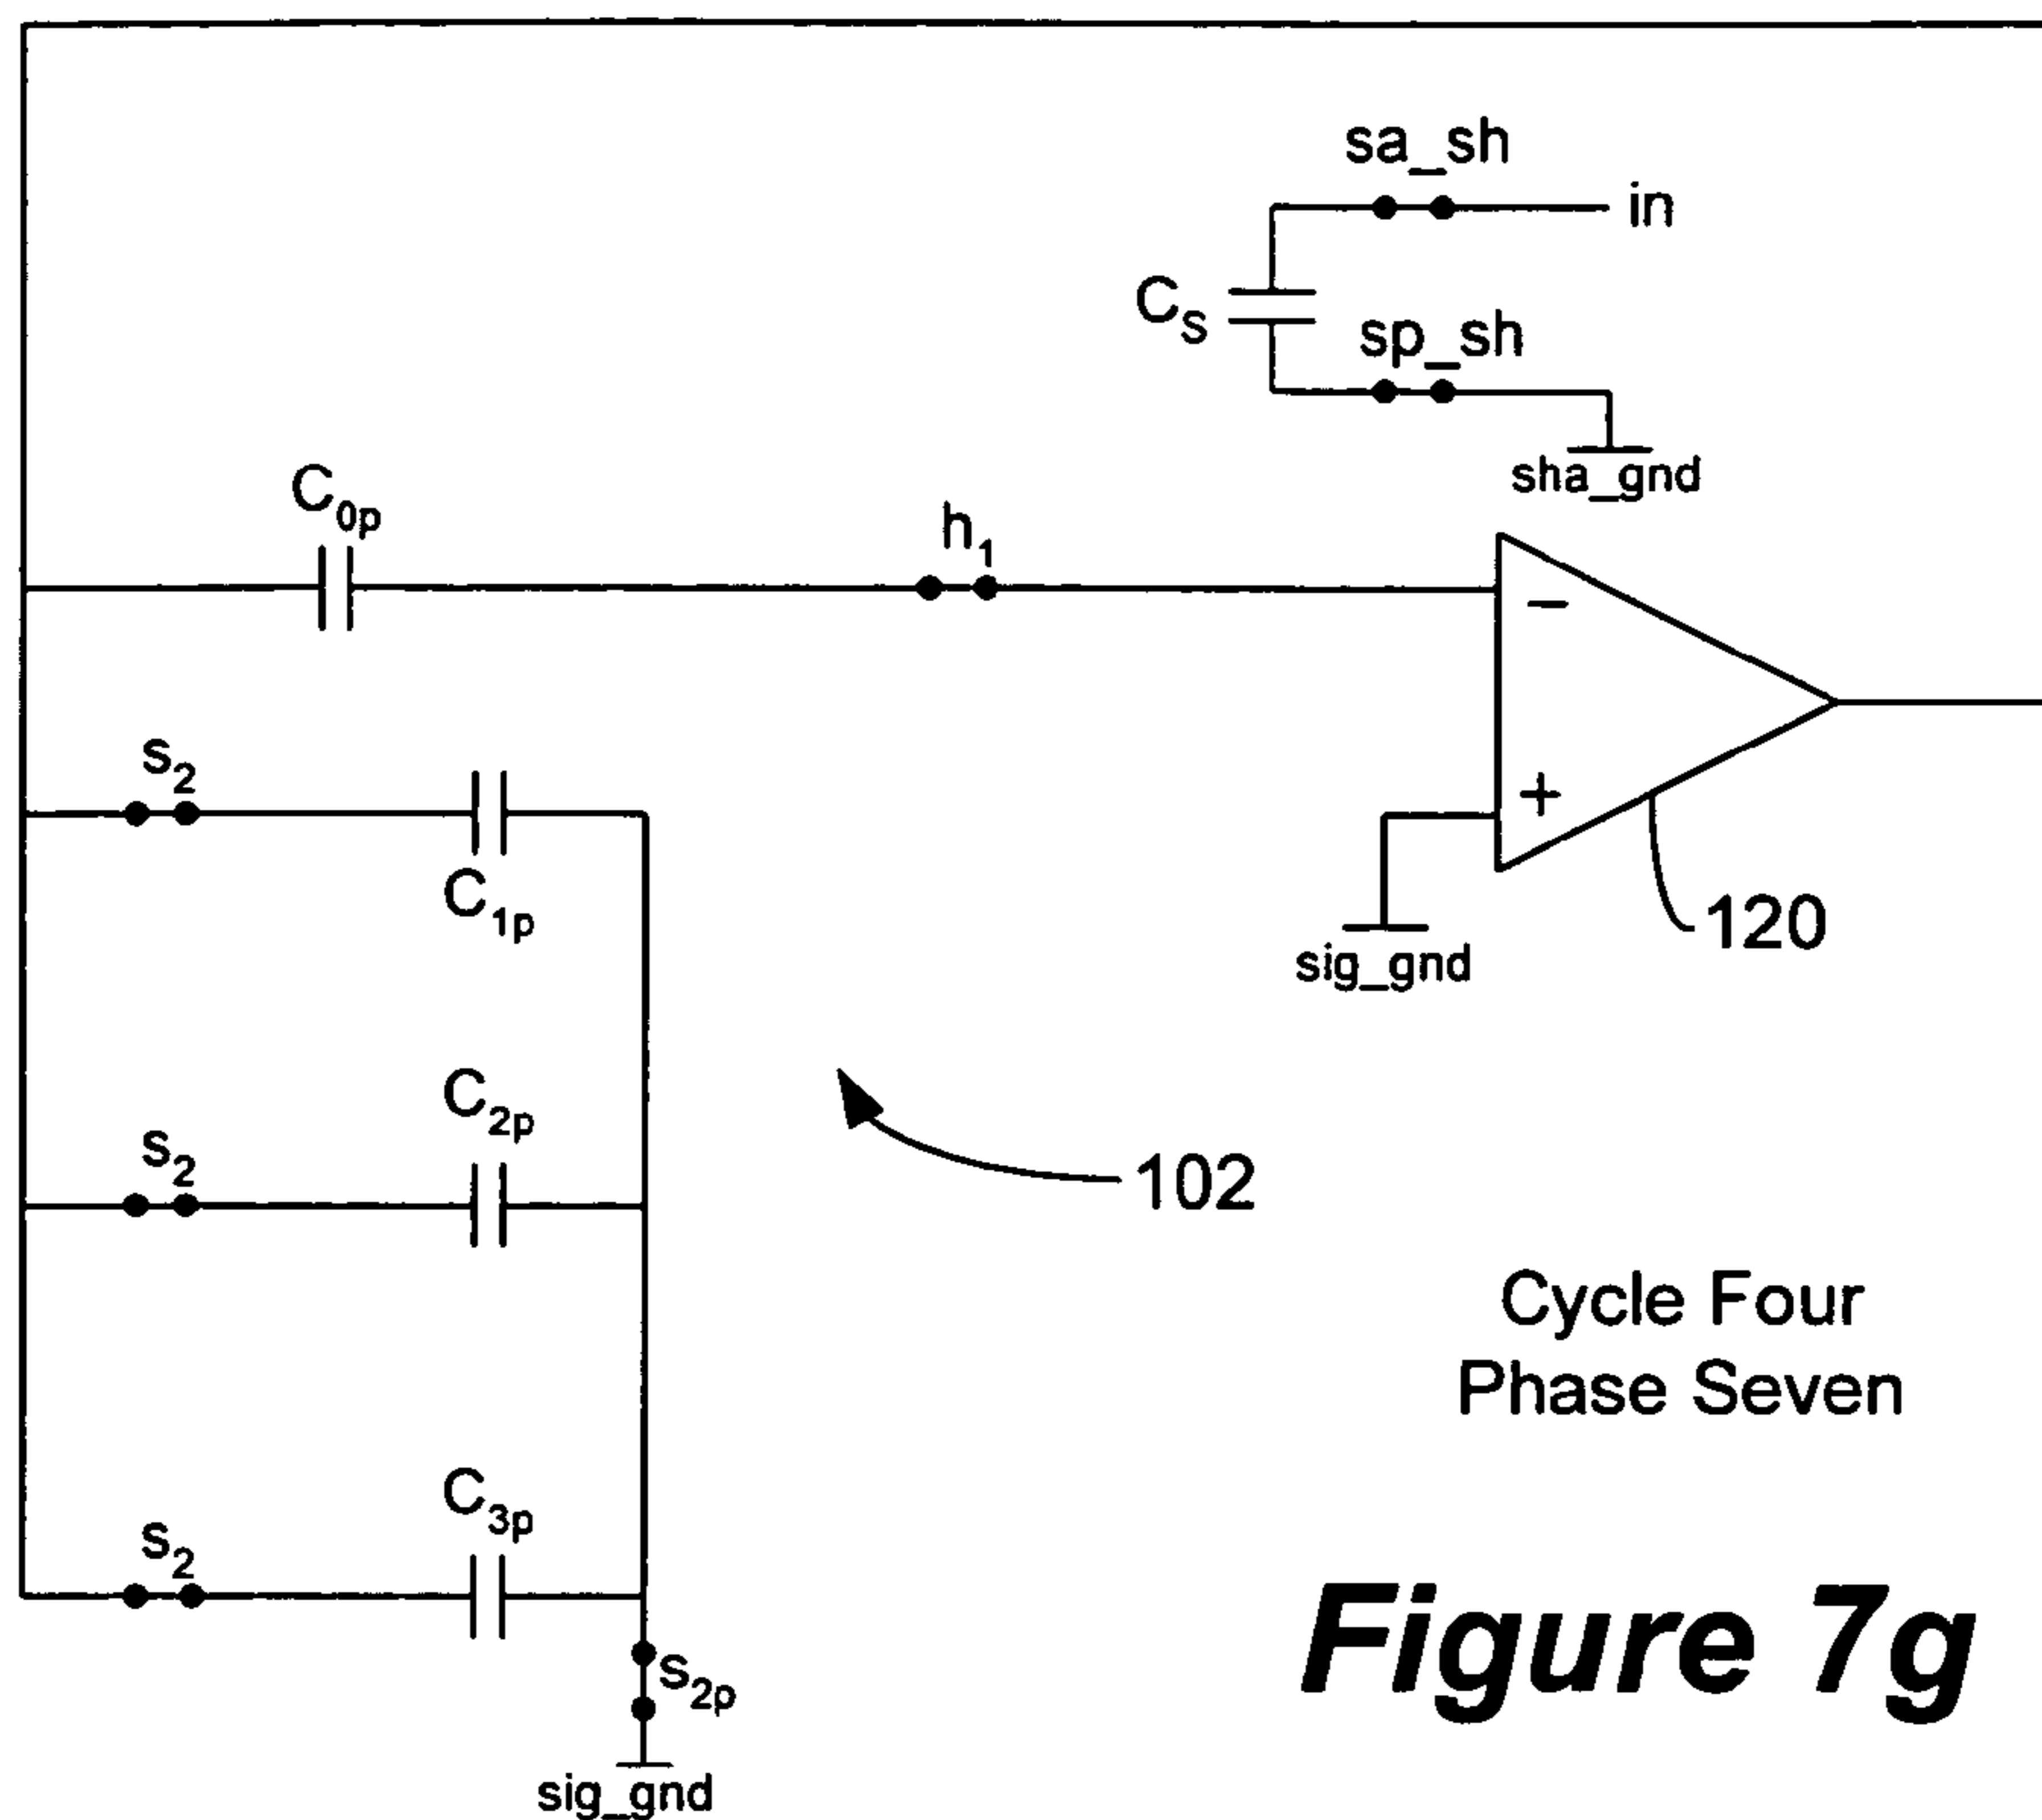 sa_sh
in
C_S
sp_sh
sha_gnd
C_0p
h_1
−
s_2
+
C_1p
120
sig_gnd
C_2p
s_2
102
Cycle Four
Phase Seven
C_3p
s_2
Figure 7g
s_2p
sig_gnd